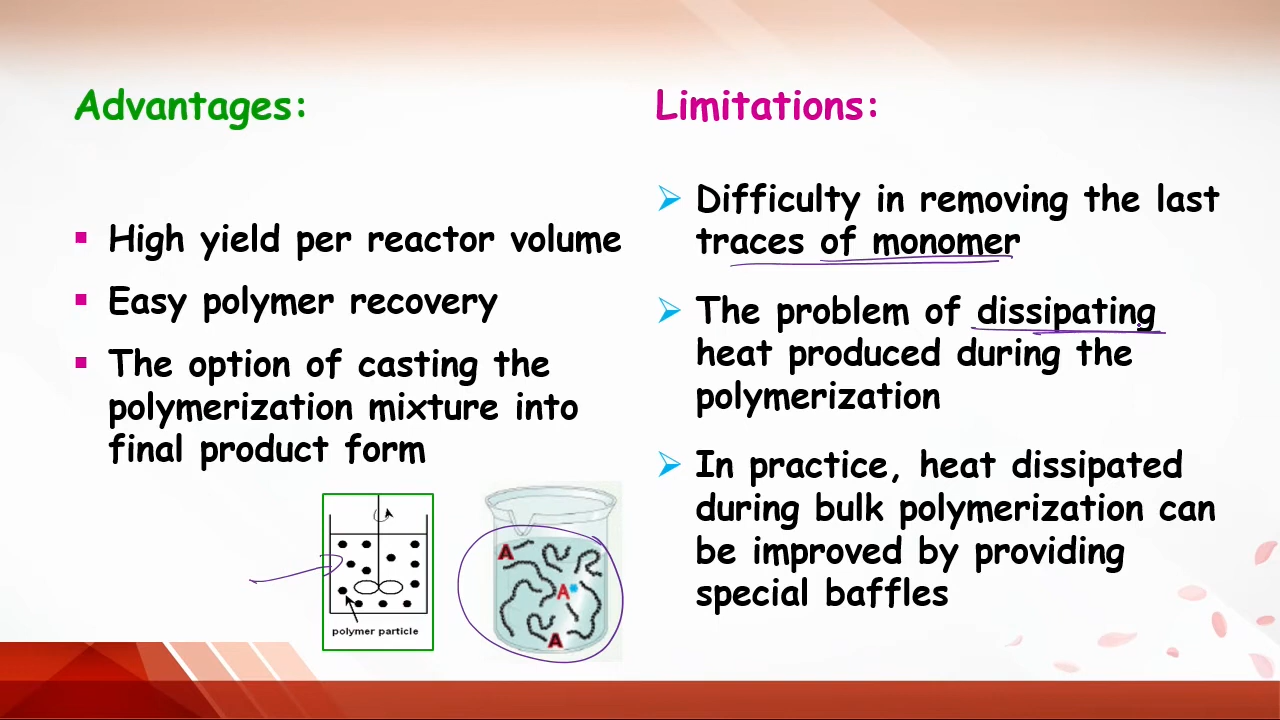 Advantages:
High yield per reactor volume
Easy polymer recovery
The option of casting the
polymerization mixture into
final product form
polymer particle
A
A
A
Limitations:
Difficulty in removing the last
traces of monomer
The problem of dissipating
heat produced during the
polymerization
In practice, heat dissipated
during bulk polymerization can
be improved by providing
special baffles